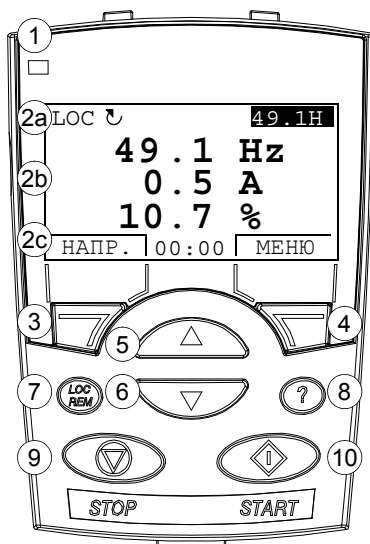 1
2a LOC ↻ 49.1H
49.1 Hz
2b 0.5 A
10.7 %
2c НАПР. 00:00 МЕНЮ
3 4
5
7 LOC REM 6 ? 8
9 10
STOP START